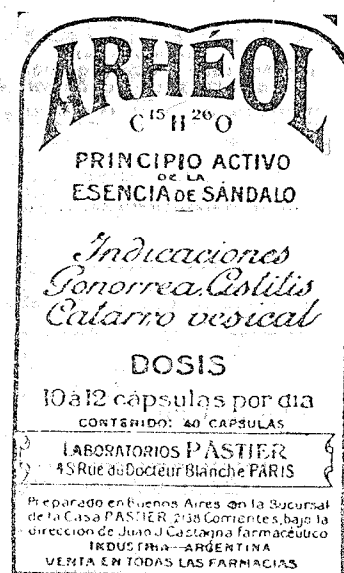 ARHÉOL
C¹⁵H²⁶O
PRINCIPIO ACTIVO
DE LA
ESENCIA DE SÁNDALO
Indicaciones
Gonorrea, Cistitis
Catarro vesical
DOSIS
10 à 12 cápsulas por dia
CONTENIDO: 40 CAPSULAS
LABORATORIOS PASTIER
45 Rue du Docteur Blanche PARIS
Preparado en Buenos Aires en la Sucursal
de la Casa PASTIER, 2138 Corrientes, bajo la
dirección de Juan J Castagna farmacéutico
INDUSTRIA ARGENTINA
VENTA EN TODAS LAS FARMACIAS